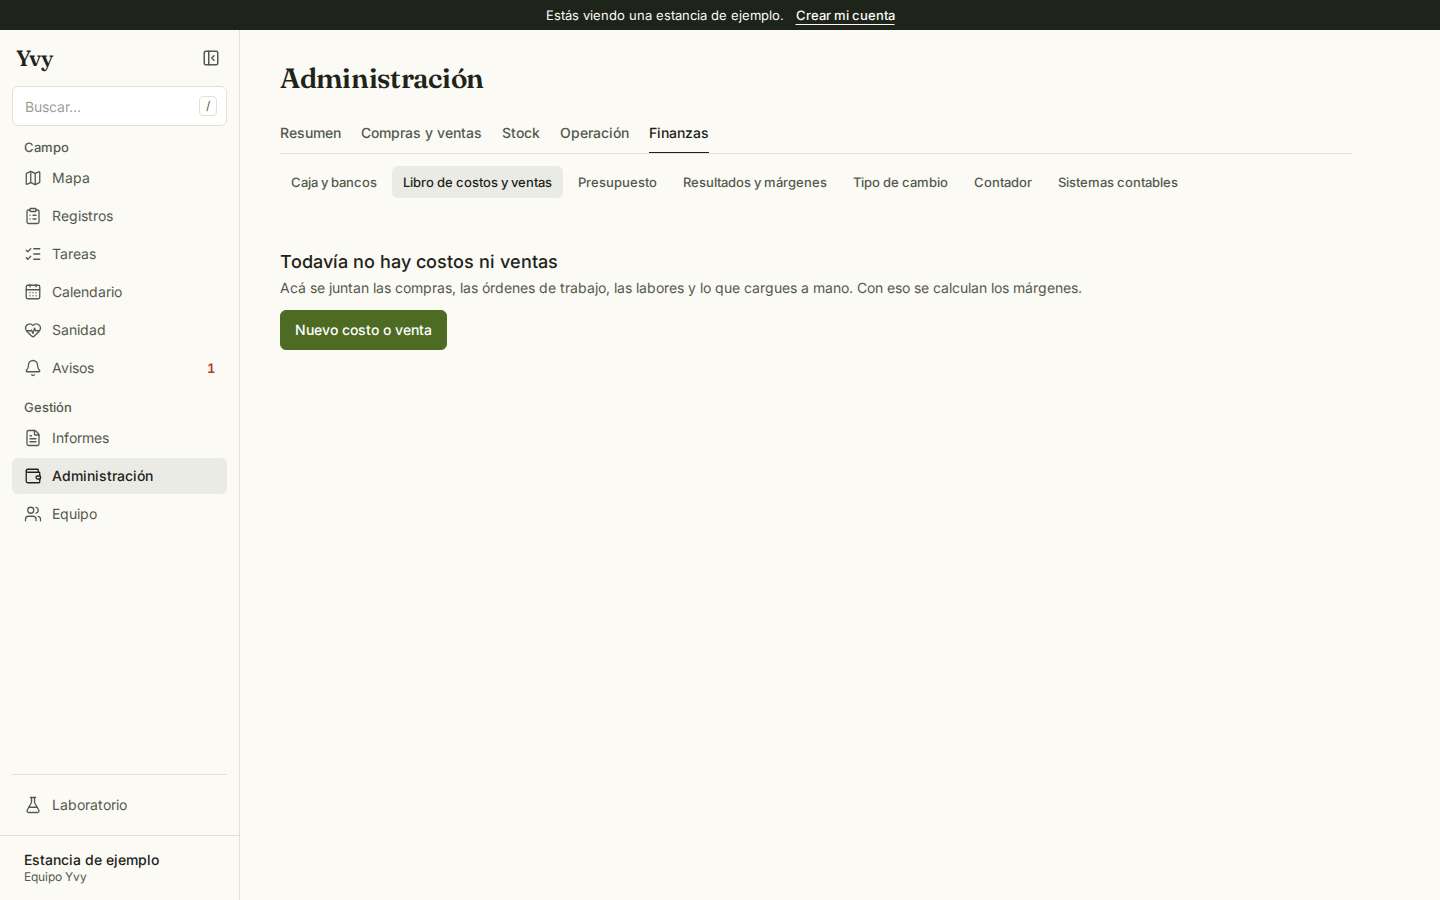 Estás viendo una estancia de ejemplo. Crear mi cuenta
Yvy
Buscar... /
Campo
Mapa
Registros
Tareas
Calendario
Sanidad
Avisos 1
Gestión
Informes
Administración
Equipo
Laboratorio
Estancia de ejemplo
Equipo Yvy
Administración
Resumen Compras y ventas Stock Operación Finanzas
Caja y bancos Libro de costos y ventas Presupuesto Resultados y márgenes Tipo de cambio Contador Sistemas contables
Todavía no hay costos ni ventas
Acá se juntan las compras, las órdenes de trabajo, las labores y lo que cargues a mano. Con eso se calculan los márgenes.
Nuevo costo o venta